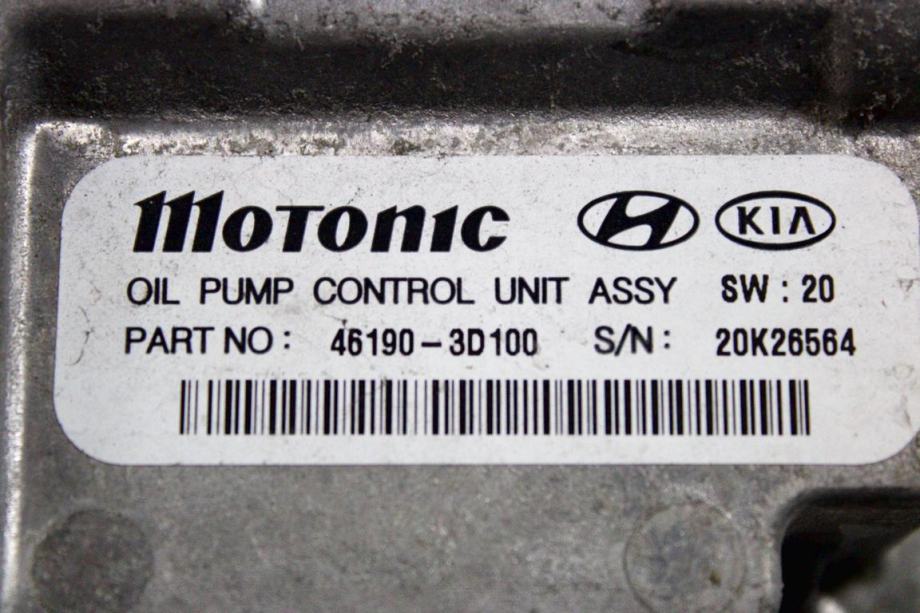 MOTONIC KIA
OIL PUMP CONTROL UNIT ASSY SW : 20
PART NO : 46190-3D100 S/N : 20K26564